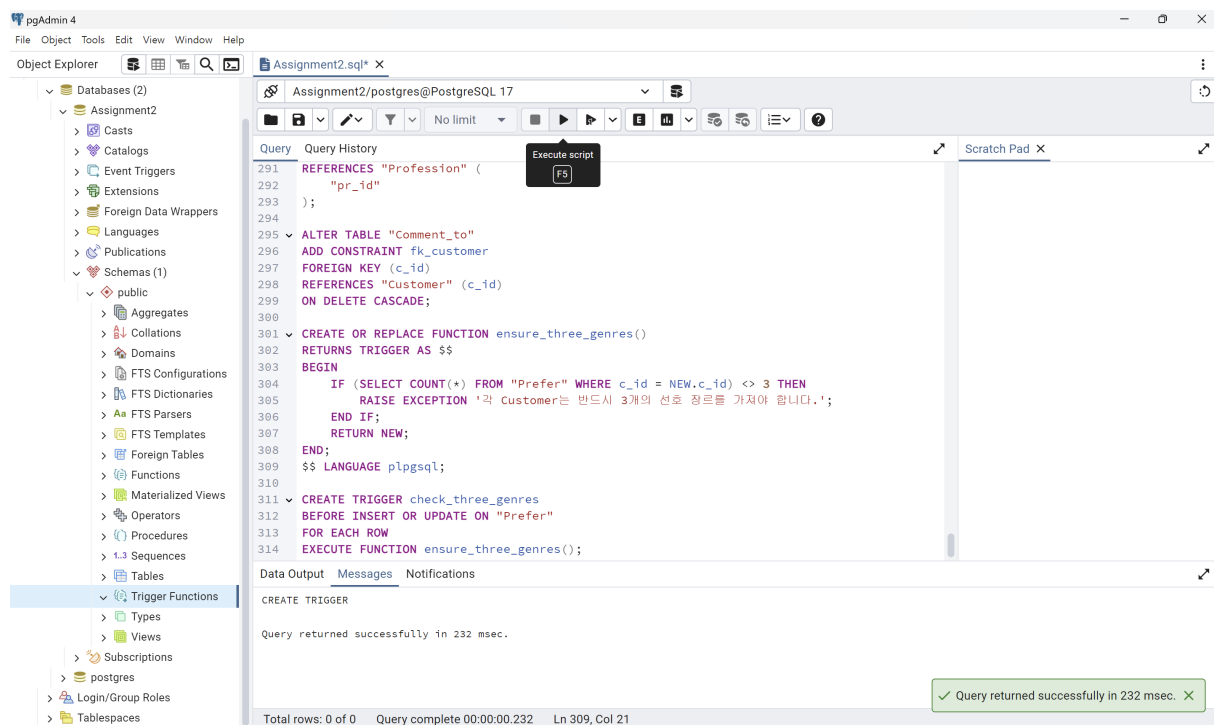 pgAdmin 4
File Object Tools Edit View Window Help
Object Explorer
Databases (2)
Assignment2
Casts
Catalogs
Event Triggers
Extensions
Foreign Data Wrappers
Languages
Publications
Schemas (1)
public
Aggregates
Collations
Domains
FTS Configurations
FTS Dictionaries
Aa FTS Parsers
FTS Templates
Foreign Tables
Functions
Materialized Views
Operators
Procedures
1..3 Sequences
Tables
Trigger Functions
Types
Views
Subscriptions
postgres
Login/Group Roles
Tablespaces
Assignment2.sql*
Assignment2/postgres@PostgreSQL 17
No limit
E
Query Query History
Execute script
F5
Scratch Pad
291 REFERENCES "Profession" (
292     "pr_id"
293 );
294
295 ALTER TABLE "Comment_to"
296 ADD CONSTRAINT fk_customer
297 FOREIGN KEY (c_id)
298 REFERENCES "Customer" (c_id)
299 ON DELETE CASCADE;
300
301 CREATE OR REPLACE FUNCTION ensure_three_genres()
302 RETURNS TRIGGER AS $$
303 BEGIN
304     IF (SELECT COUNT(*) FROM "Prefer" WHERE c_id = NEW.c_id) <> 3 THEN
305         RAISE EXCEPTION '각 Customer는 반드시 3개의 선호 장르를 가져야 합니다.';
306     END IF;
307     RETURN NEW;
308 END;
309 $$ LANGUAGE plpgsql;
310
311 CREATE TRIGGER check_three_genres
312 BEFORE INSERT OR UPDATE ON "Prefer"
313 FOR EACH ROW
314 EXECUTE FUNCTION ensure_three_genres();
Data Output Messages Notifications
CREATE TRIGGER
Query returned successfully in 232 msec.
Query returned successfully in 232 msec.
Total rows: 0 of 0 Query complete 00:00:00.232 Ln 309, Col 21